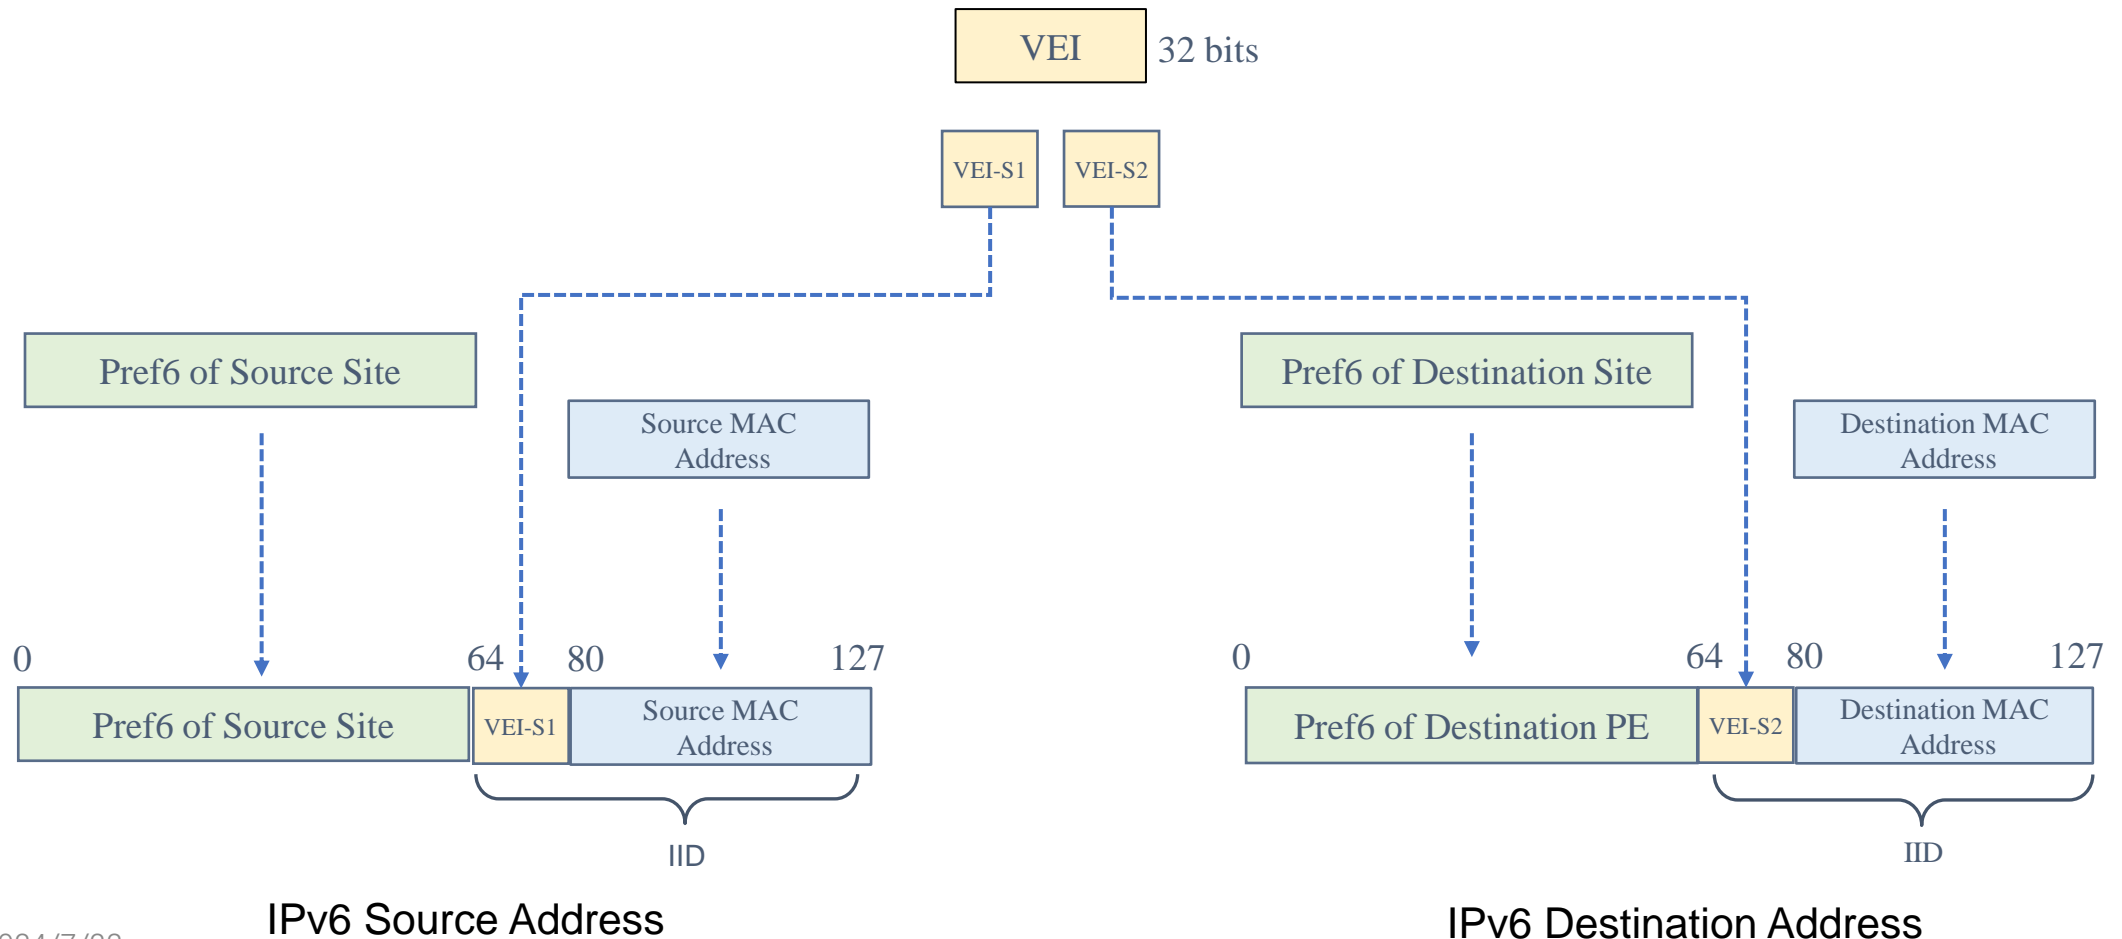 VEI
32 bits
VEI-S1
VEI-S2
Pref6 of Source Site
Source MAC
Address
0
64
80
127
Pref6 of Source Site
VEI-S1
Source MAC
Address
IID
IPv6 Source Address
Pref6 of Destination Site
Destination MAC
Address
0
64
80
127
Pref6 of Destination PE
VEI-S2
Destination MAC
Address
IID
IPv6 Destination Address